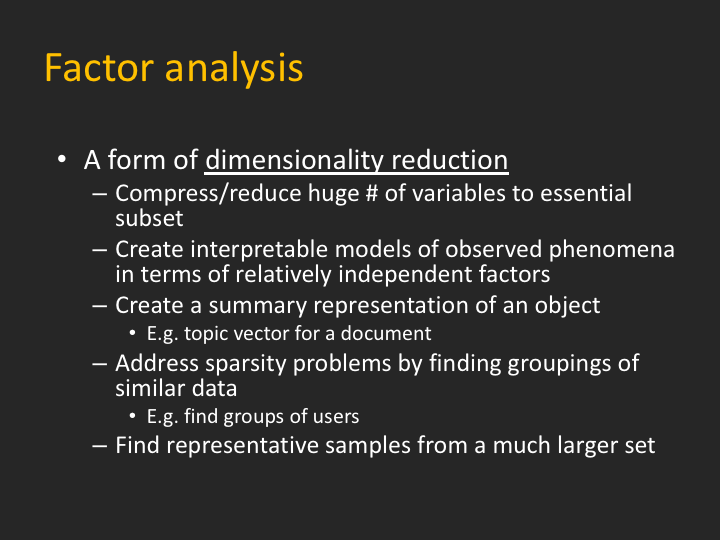 Factor analysis
• A form of dimensionality reduction
– Compress/reduce huge # of variables to essential
subset
– Create interpretable models of observed phenomena
in terms of relatively independent factors
– Create a summary representation of an object
• E.g. topic vector for a document
– Address sparsity problems by finding groupings of
similar data
• E.g. find groups of users
– Find representative samples from a much larger set